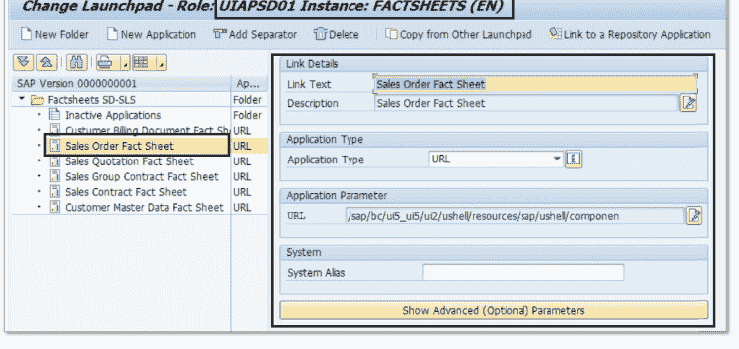 Change Launchpad - Role: UIAPSD01 Instance: FACTSHEETS (EN)
New Folder New Application Add Separator Delete Copy from Other Launchpad Link to a Repository Application
SAP Version 0000000001 Ap...
Factsheets SD-SLS Folder
Inactive Applications Folder
Customer Billing Document Fact Sh URL
Sales Order Fact Sheet URL
Sales Quotation Fact Sheet URL
Sales Group Contract Fact Sheet URL
Sales Contract Fact Sheet URL
Customer Master Data Fact Sheet URL
Link Details
Link Text Sales Order Fact Sheet
Description Sales Order Fact Sheet
Application Type
Application Type URL
Application Parameter
URL /sap/bc/ui5_ui5/ui2/ushell/resources/sap/ushell/componen
System
System Alias
Show Advanced (Optional) Parameters